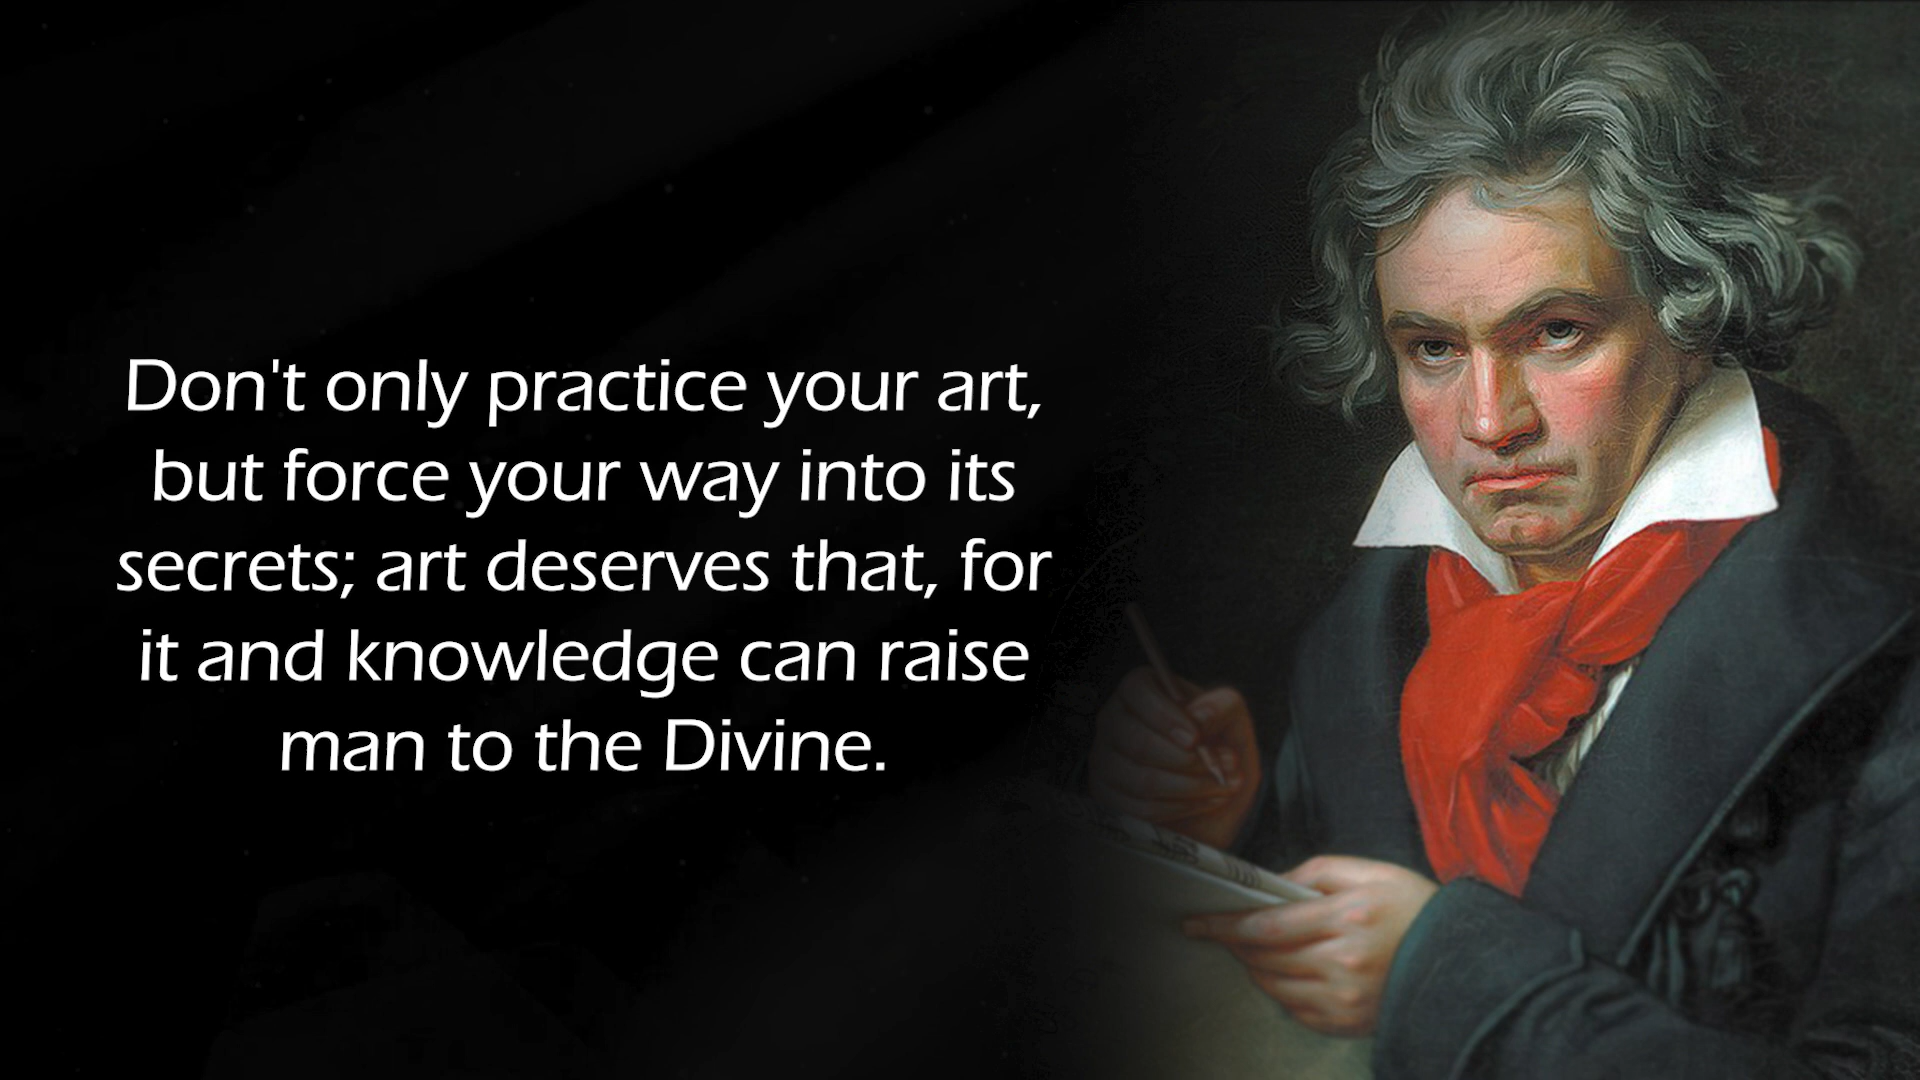 Don't only practice your art,
but force your way into its
secrets; art deserves that, for
it and knowledge can raise
man to the Divine.